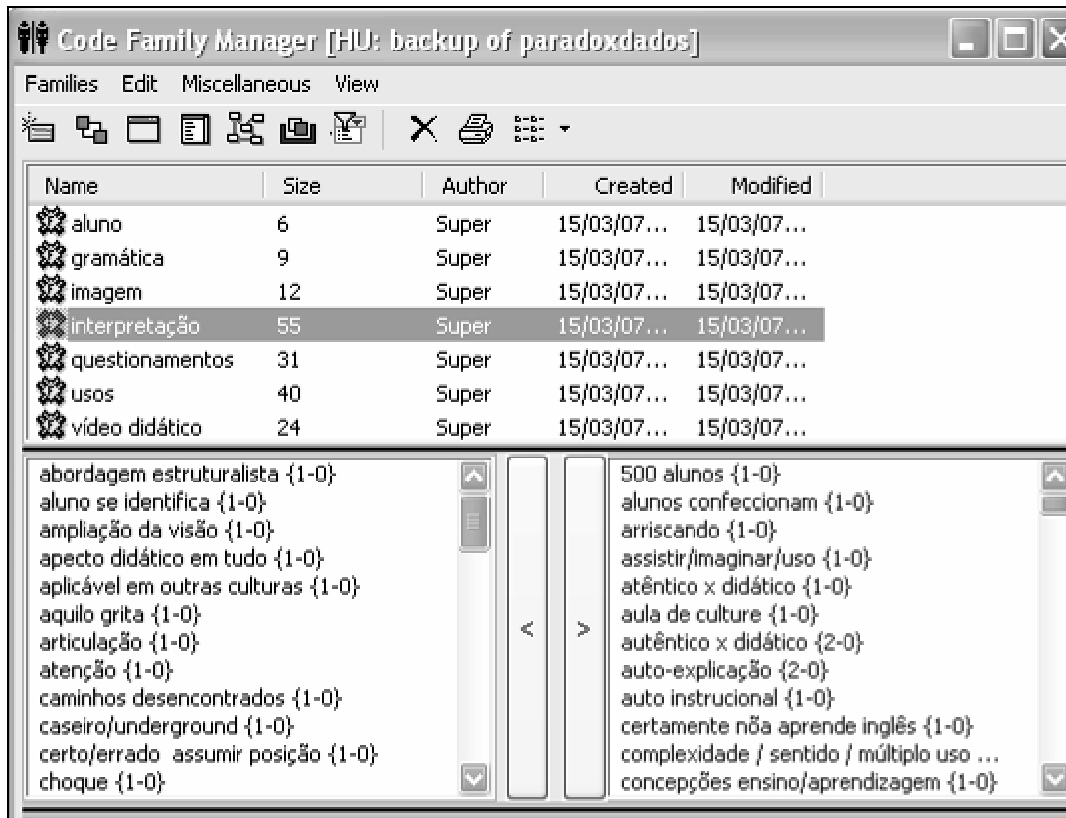 Code Family Manager [HU: backup of paradoxdados]
Families Edit Miscellaneous View
Name Size Author Created Modified
aluno 6 Super 15/03/07... 15/03/07...
gramática 9 Super 15/03/07... 15/03/07...
imagem 12 Super 15/03/07... 15/03/07...
interpretação 55 Super 15/03/07... 15/03/07...
questionamentos 31 Super 15/03/07... 15/03/07...
usos 40 Super 15/03/07... 15/03/07...
vídeo didático 24 Super 15/03/07... 15/03/07...
abordagem estruturalista {1-0}
aluno se identifica {1-0}
ampliação da visão {1-0}
apecto didático em tudo {1-0}
aplicável em outras culturas {1-0}
aquilo grita {1-0}
articulação {1-0}
atenção {1-0}
caminhos desencontrados {1-0}
caseiro/underground {1-0}
certo/errado assumir posição {1-0}
choque {1-0}
<
>
500 alunos {1-0}
alunos confeccionam {1-0}
arriscando {1-0}
assistir/imaginar/uso {1-0}
atêntico x didático {1-0}
aula de culture {1-0}
autêntico x didático {2-0}
auto-explicação {2-0}
auto instrucional {1-0}
certamente nõa aprende inglês {1-0}
complexidade / sentido / múltiplo uso ...
concepções ensino/aprendizagem {1-0}